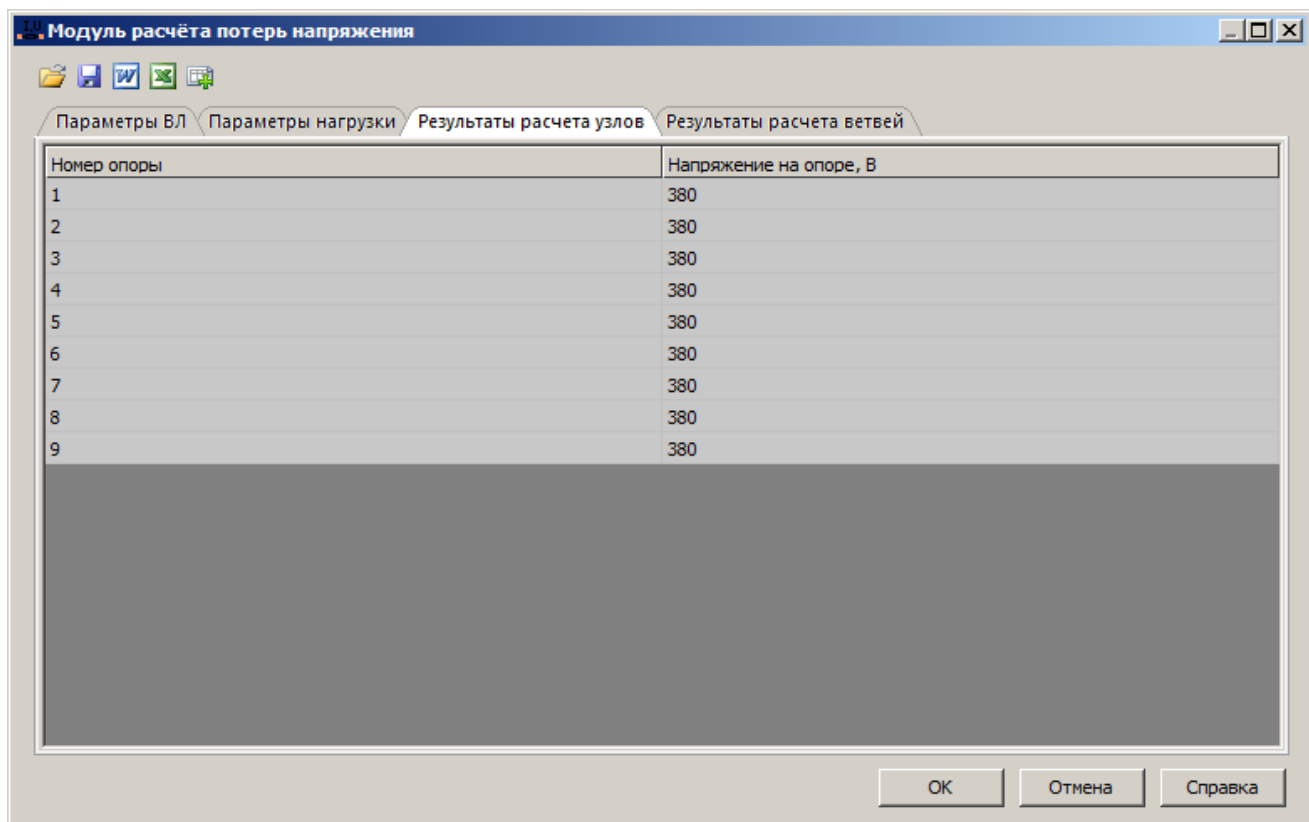 I,U Модуль расчёта потерь напряжения
Параметры ВЛ Параметры нагрузки Результаты расчета узлов Результаты расчета ветвей
Номер опоры Напряжение на опоре, В
1 380
2 380
3 380
4 380
5 380
6 380
7 380
8 380
9 380
OK Отмена Справка